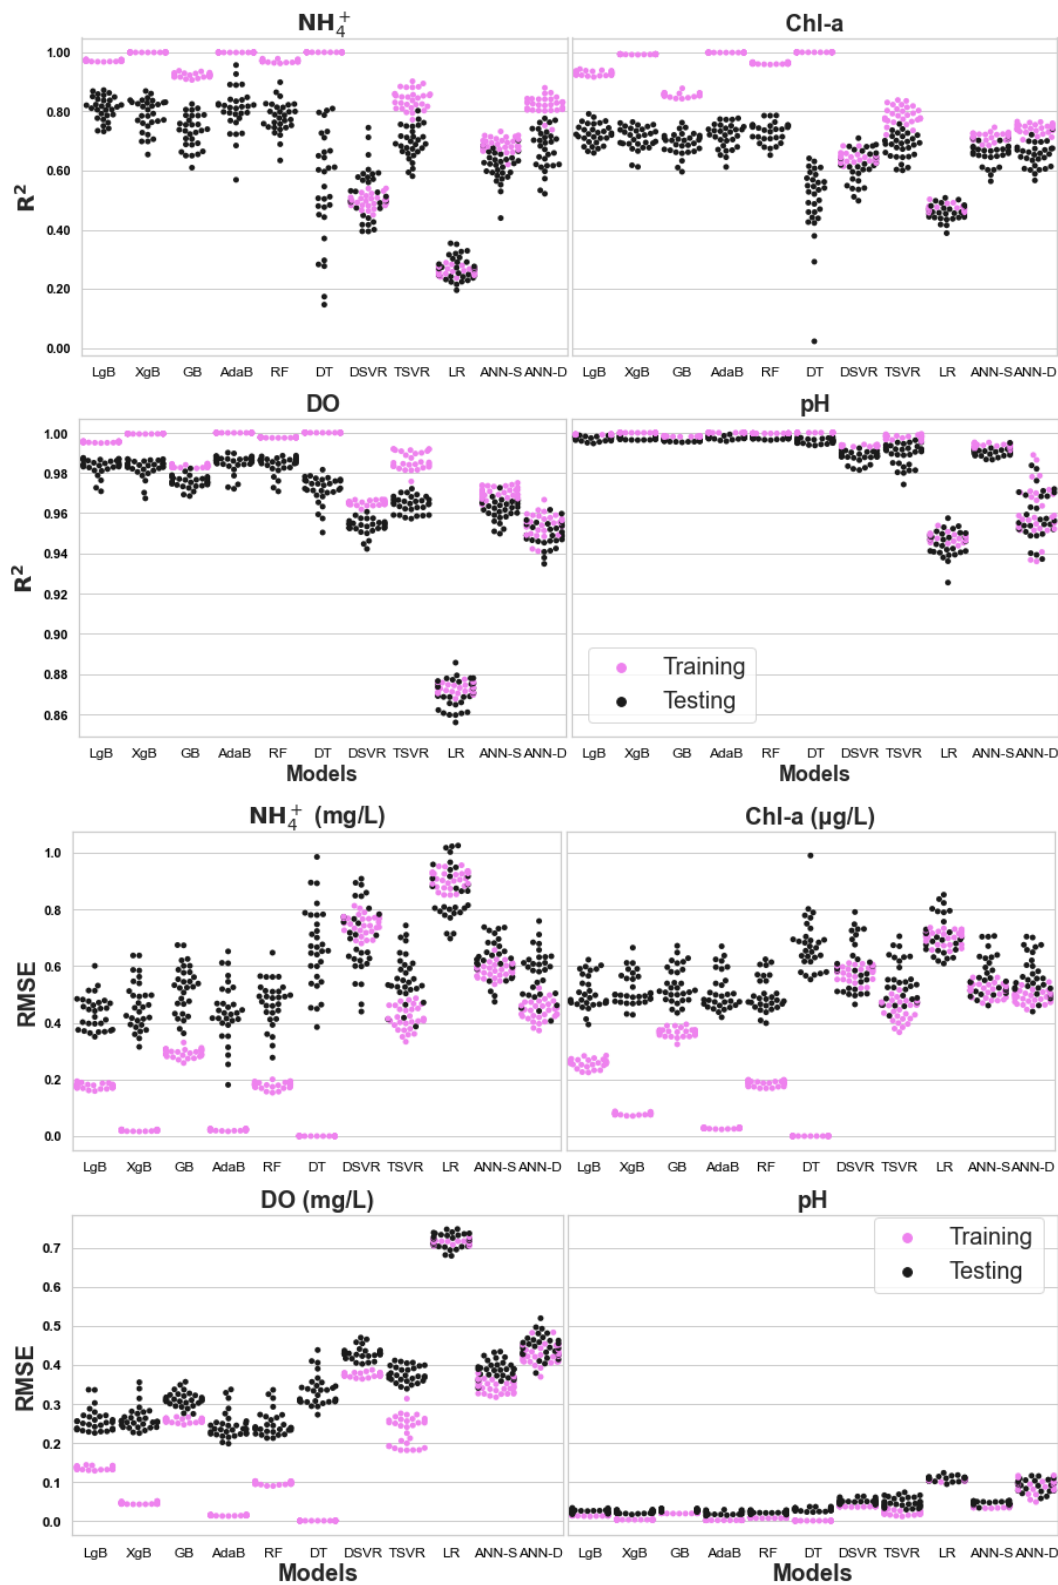 NH₄⁺ Chl-a
R²
1.00
0.80
0.60
0.40
0.20
0.00
LgB XgB GB AdaB RF DT DSVR TSVR LR ANN-S ANN-D LgB XgB GB AdaB RF DT DSVR TSVR LR ANN-S ANN-D
DO pH
R²
1.00
0.98
0.96
0.94
0.92
0.90
0.88
0.86
Training
Testing
LgB XgB GB AdaB RF DT DSVR TSVR LR ANN-S ANN-D LgB XgB GB AdaB RF DT DSVR TSVR LR ANN-S ANN-D
Models Models
NH₄⁺ (mg/L) Chl-a (µg/L)
RMSE
1.0
0.8
0.6
0.4
0.2
0.0
LgB XgB GB AdaB RF DT DSVR TSVR LR ANN-S ANN-D LgB XgB GB AdaB RF DT DSVR TSVR LR ANN-S ANN-D
DO (mg/L) pH
RMSE
0.7
0.6
0.5
0.4
0.3
0.2
0.1
0.0
Training
Testing
LgB XgB GB AdaB RF DT DSVR TSVR LR ANN-S ANN-D LgB XgB GB AdaB RF DT DSVR TSVR LR ANN-S ANN-D
Models Models